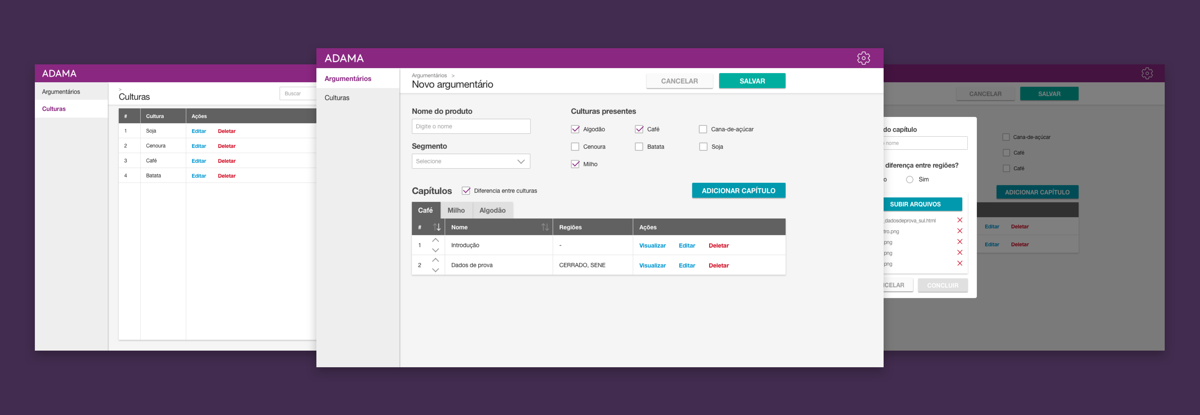 ADAMA
Argumentários
Culturas
Culturas
Buscar
# Cultura Ações
1 Soja Editar Deletar
2 Cenoura Editar Deletar
3 Café Editar Deletar
4 Batata Editar Deletar
ADAMA
Argumentários
Culturas
Argumentários >
Novo argumentário
CANCELAR
SALVAR
Nome do produto
Digite o nome
Segmento
Selecione
Culturas presentes
Algodão Café Cana-de-açúcar
Cenoura Batata Soja
Milho
Capítulos Diferencia entre culturas
ADICIONAR CAPÍTULO
Café Milho Algodão
# Nome Regiões Ações
1 Introdução - Visualizar Editar Deletar
2 Dados de prova CERRADO, SENE Visualizar Editar Deletar
CANCELAR
SALVAR
do capítulo
nome
diferença entre regiões?
o Sim
SUBIR ARQUIVOS
dadosdeprova_sul.html
tro.png
.png
.png
.png
CELAR
CONCLUIR
Cana-de-açúcar
Café
Café
ADICIONAR CAPÍTULO
Editar Deletar
Editar Deletar